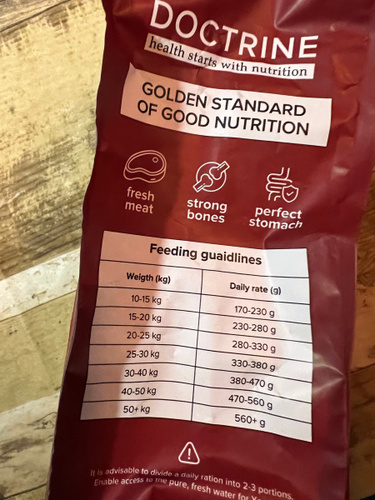 DOCTRINE
health starts with nutrition
GOLDEN STANDARD
OF GOOD NUTRITION
fresh
meat
strong
bones
perfect
stomach
Feeding guaidlines
Weigth (kg) Daily rate (g)
10-15 kg 170-230 g
15-20 kg 230-280 g
20-25 kg 280-330 g
25-30 kg 330-380 g
30-40 kg 380-470 g
40-50 kg 470-560 g
50+ kg 560+ g
It is advisable to divide a daily ration into 2-3 portions.
Enable access to the pure, fresh water for